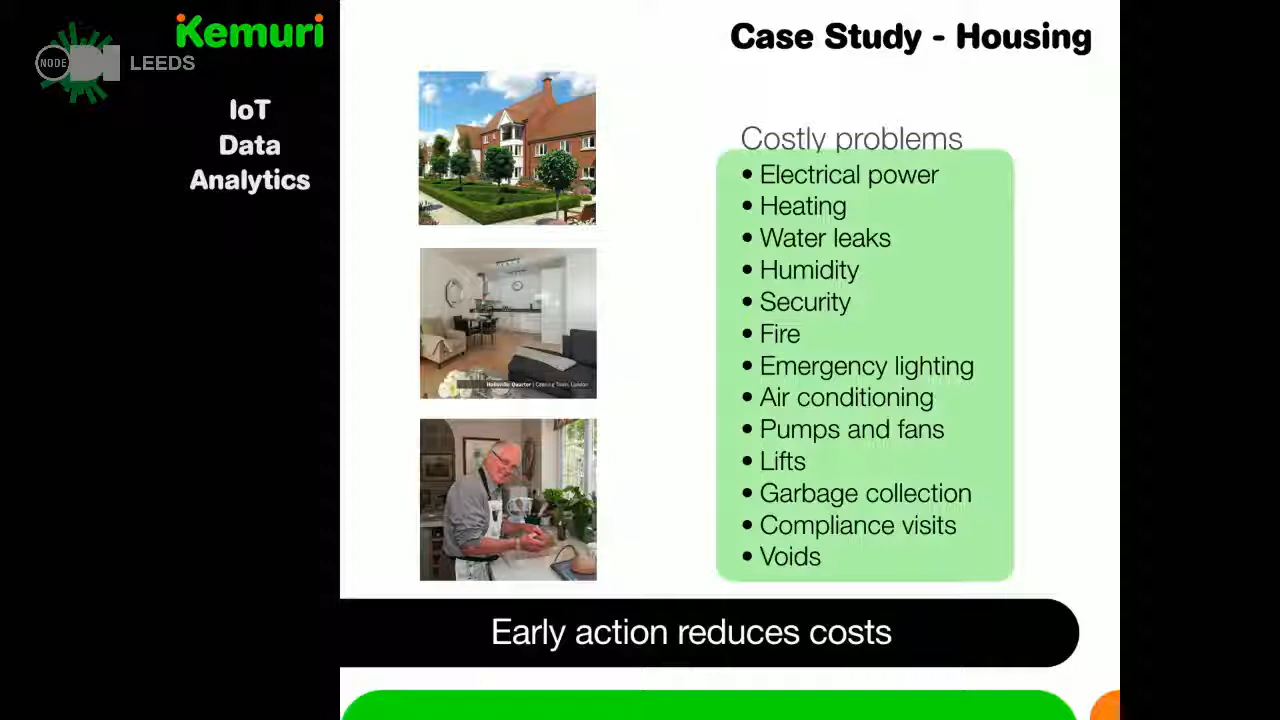 Kemuri
NODE
LEEDS
IoT
Data
Analytics
Case Study - Housing
Costly problems
• Electrical power
• Heating
• Water leaks
• Humidity
• Security
• Fire
• Emergency lighting
• Air conditioning
• Pumps and fans
• Lifts
• Garbage collection
• Compliance visits
• Voids
Early action reduces costs